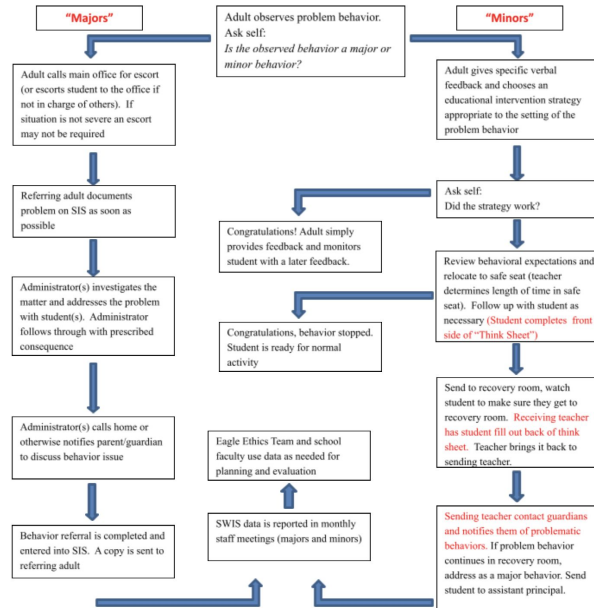 "Majors"
Adult observes problem behavior.
Ask self:
Is the observed behavior a major or
minor behavior?
"Minors"
Adult calls main office for escort
(or escorts student to the office if
not in charge of others). If
situation is not severe an escort
may not be required
Adult gives specific verbal
feedback and chooses an
educational intervention strategy
appropriate to the setting of the
problem behavior
Referring adult documents
problem on SIS as soon as
possible
Ask self:
Did the strategy work?
Congratulations! Adult simply
provides feedback and monitors
student with a later feedback.
Administrator(s) investigates the
matter and addresses the problem
with student(s). Administrator
follows through with prescribed
consequence
Review behavioral expectations and
relocate to safe seat (teacher
determines length of time in safe
seat). Follow up with student as
necessary (Student completes front
side of "Think Sheet")
Congratulations, behavior stopped.
Student is ready for normal
activity
Administrator(s) calls home or
otherwise notifies parent/guardian
to discuss behavior issue
Eagle Ethics Team and school
faculty use data as needed for
planning and evaluation
Send to recovery room, watch
student to make sure they get to
recovery room. Receiving teacher
has student fill out back of think
sheet. Teacher brings it back to
sending teacher.
Behavior referral is completed and
entered into SIS. A copy is sent to
referring adult
SWIS data is reported in monthly
staff meetings (majors and minors)
Sending teacher contact guardians
and notifies them of problematic
behaviors. If problem behavior
continues in recovery room,
address as a major behavior. Send
student to assistant principal.